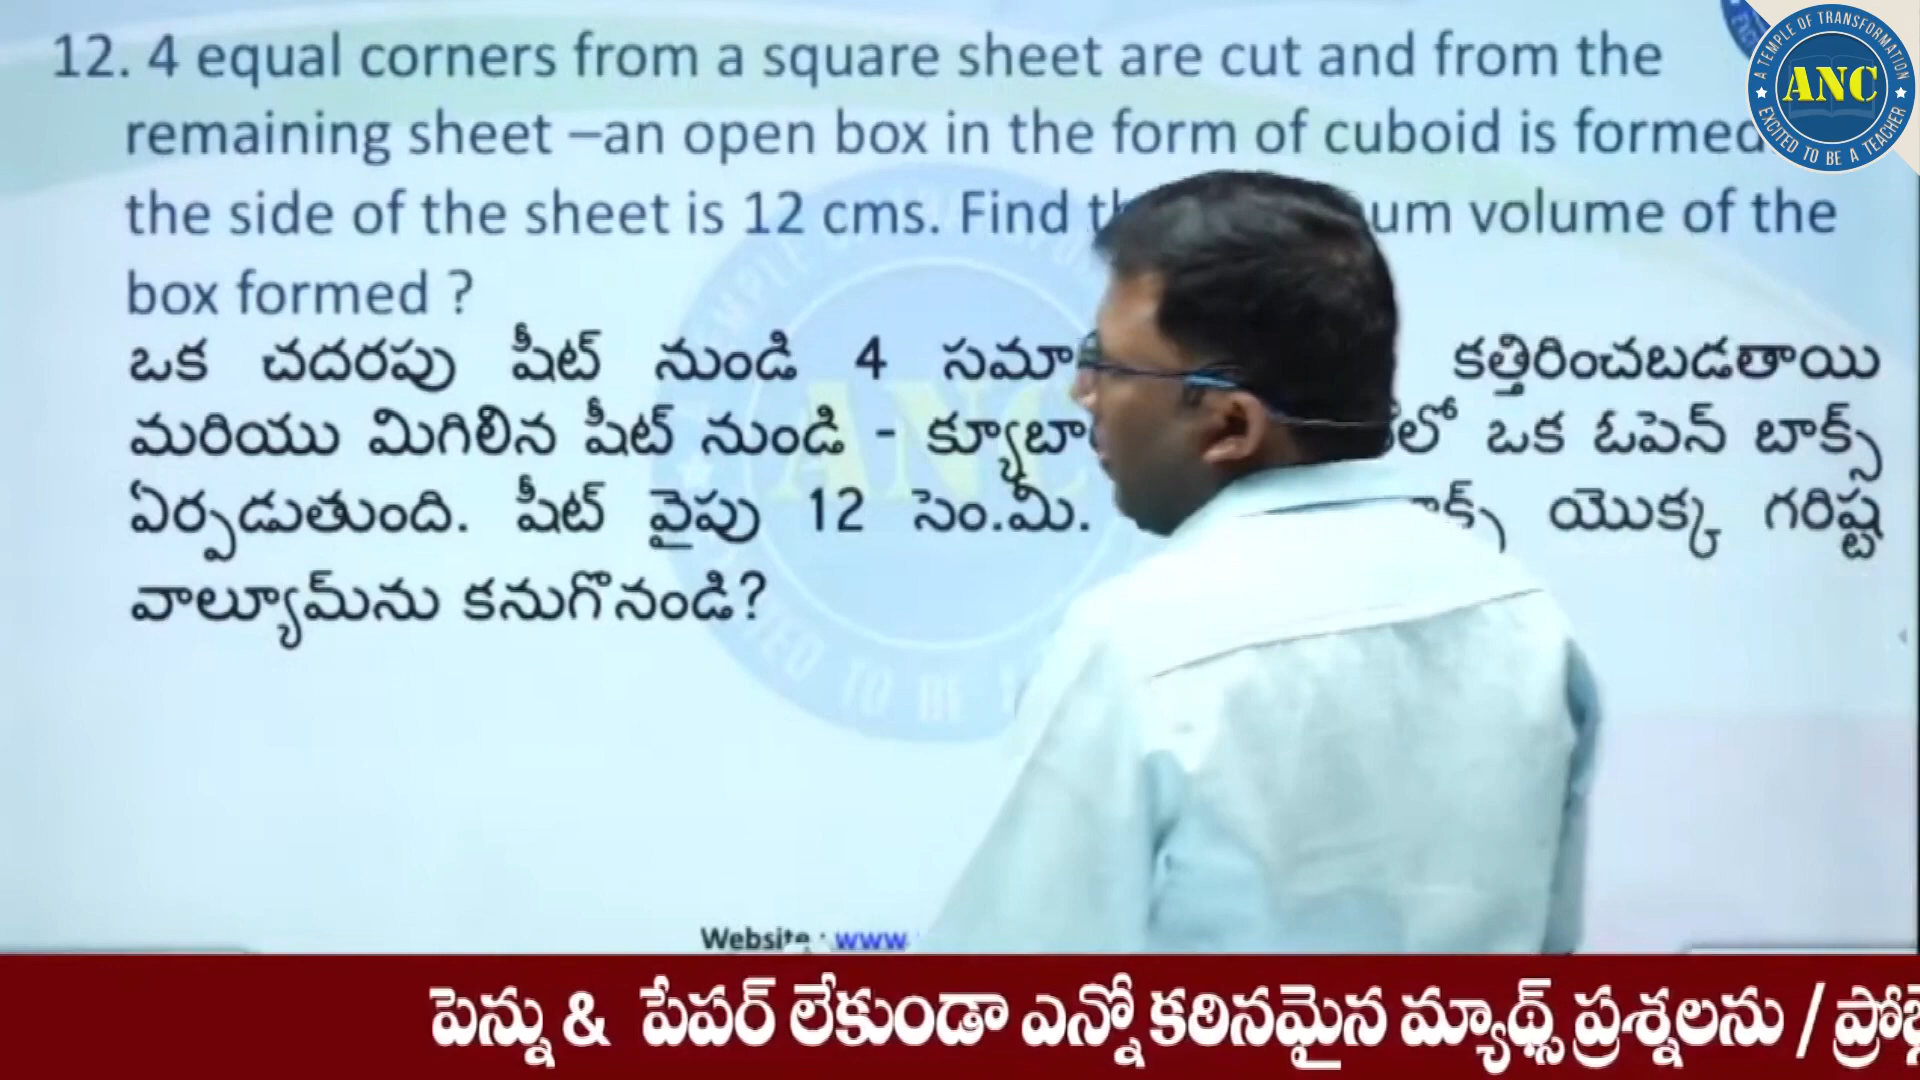 12. 4 equal corners from a square sheet are cut and from the
remaining sheet –an open box in the form of cuboid is formed
the side of the sheet is 12 cms. Find volume of the
box formed ?
ఒక చదరపు షీట్ నుండి 4 కత్తిరించబడతాయి
మరియు మిగిలిన షీట్ నుండి - ఒక ఓపెన్ బాక్స్
ఏర్పడుతుంది. షీట్ వైపు 12 సెం.మీ. యొక్క గరిష్ట
వాల్యూమ్‌ను కనుగొనండి?
Website : www
పెన్ను & పేపర్ లేకుండా ఎన్నో కఠినమైన మ్యాథ్స్ ప్రశ్నలను /
A TEMPLE OF TRANSFORMATION
ANC
EXCITED TO BE A TEACHER